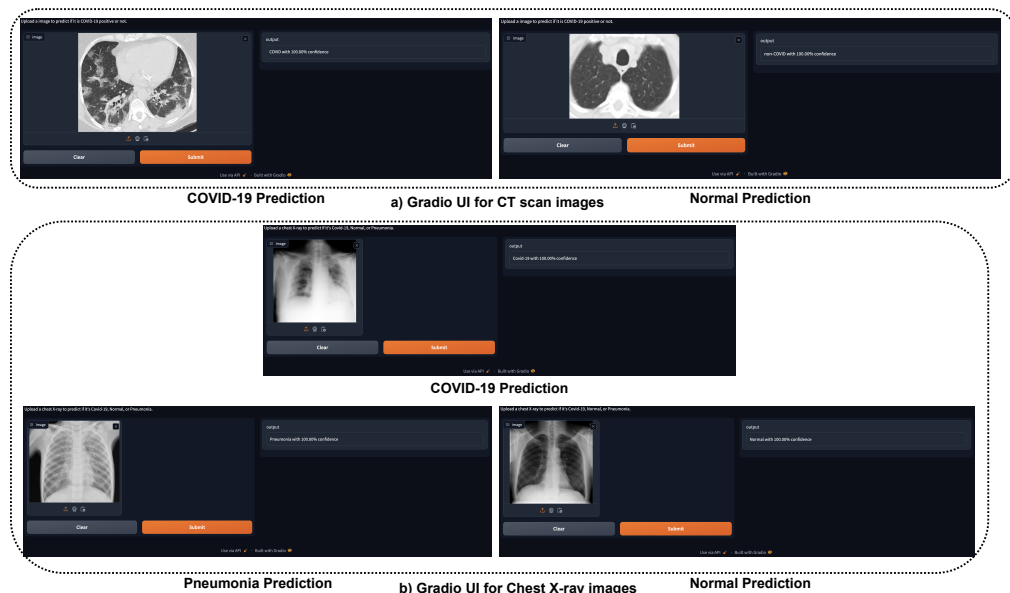 Upload a image to predict if it is COVID-19 positive or not.
Image
output
COVID with 100.00% confidence
Clear
Submit
Use via API · Built with Gradio
Upload a image to predict if it is COVID-19 positive or not.
Image
output
non-COVID with 100.00% confidence
Clear
Submit
Use via API · Built with Gradio
COVID-19 Prediction
a) Gradio UI for CT scan images
Normal Prediction
Upload a chest X-ray to predict if it's Covid-19, Normal, or Pneumonia.
Image
output
Covid-19 with 100.00% confidence
Clear
Submit
Use via API · Built with Gradio
COVID-19 Prediction
Upload a chest X-ray to predict if it's Covid-19, Normal, or Pneumonia.
Image
output
Pneumonia with 100.00% confidence
Clear
Submit
Use via API · Built with Gradio
Upload a chest X-ray to predict if it's Covid-19, Normal, or Pneumonia.
Image
output
Normal with 100.00% confidence
Clear
Submit
Use via API · Built with Gradio
Pneumonia Prediction
b) Gradio UI for Chest X-ray images
Normal Prediction